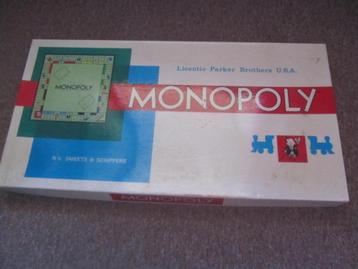 Licentie Parker Brothers U.S.A.
MONOPOLY
MONOPOLY
N.V. SMEETS & SCHIPPERS
MONOPOLY